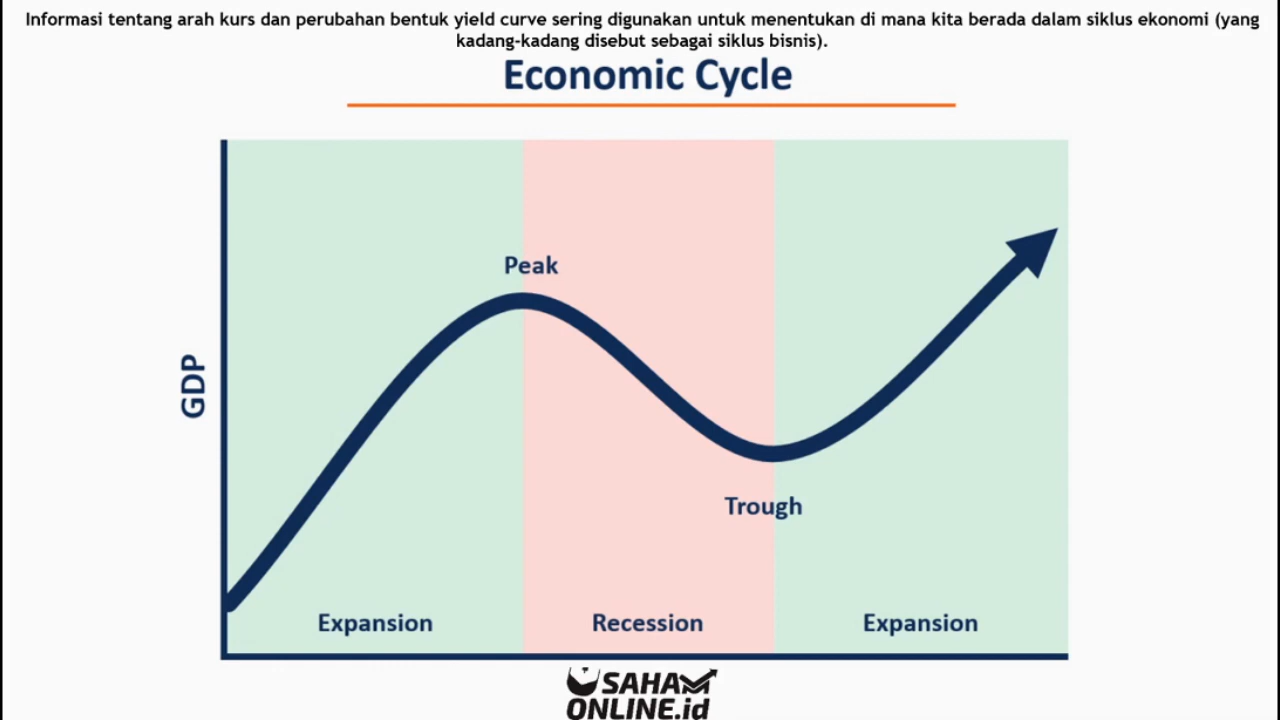 Informasi tentang arah kurs dan perubahan bentuk yield curve sering digunakan untuk menentukan di mana kita berada dalam siklus ekonomi (yang
kadang-kadang disebut sebagai siklus bisnis).
Economic Cycle
Peak
GDP
Trough
Expansion
Recession
Expansion
SAHAM
ONLINE.id